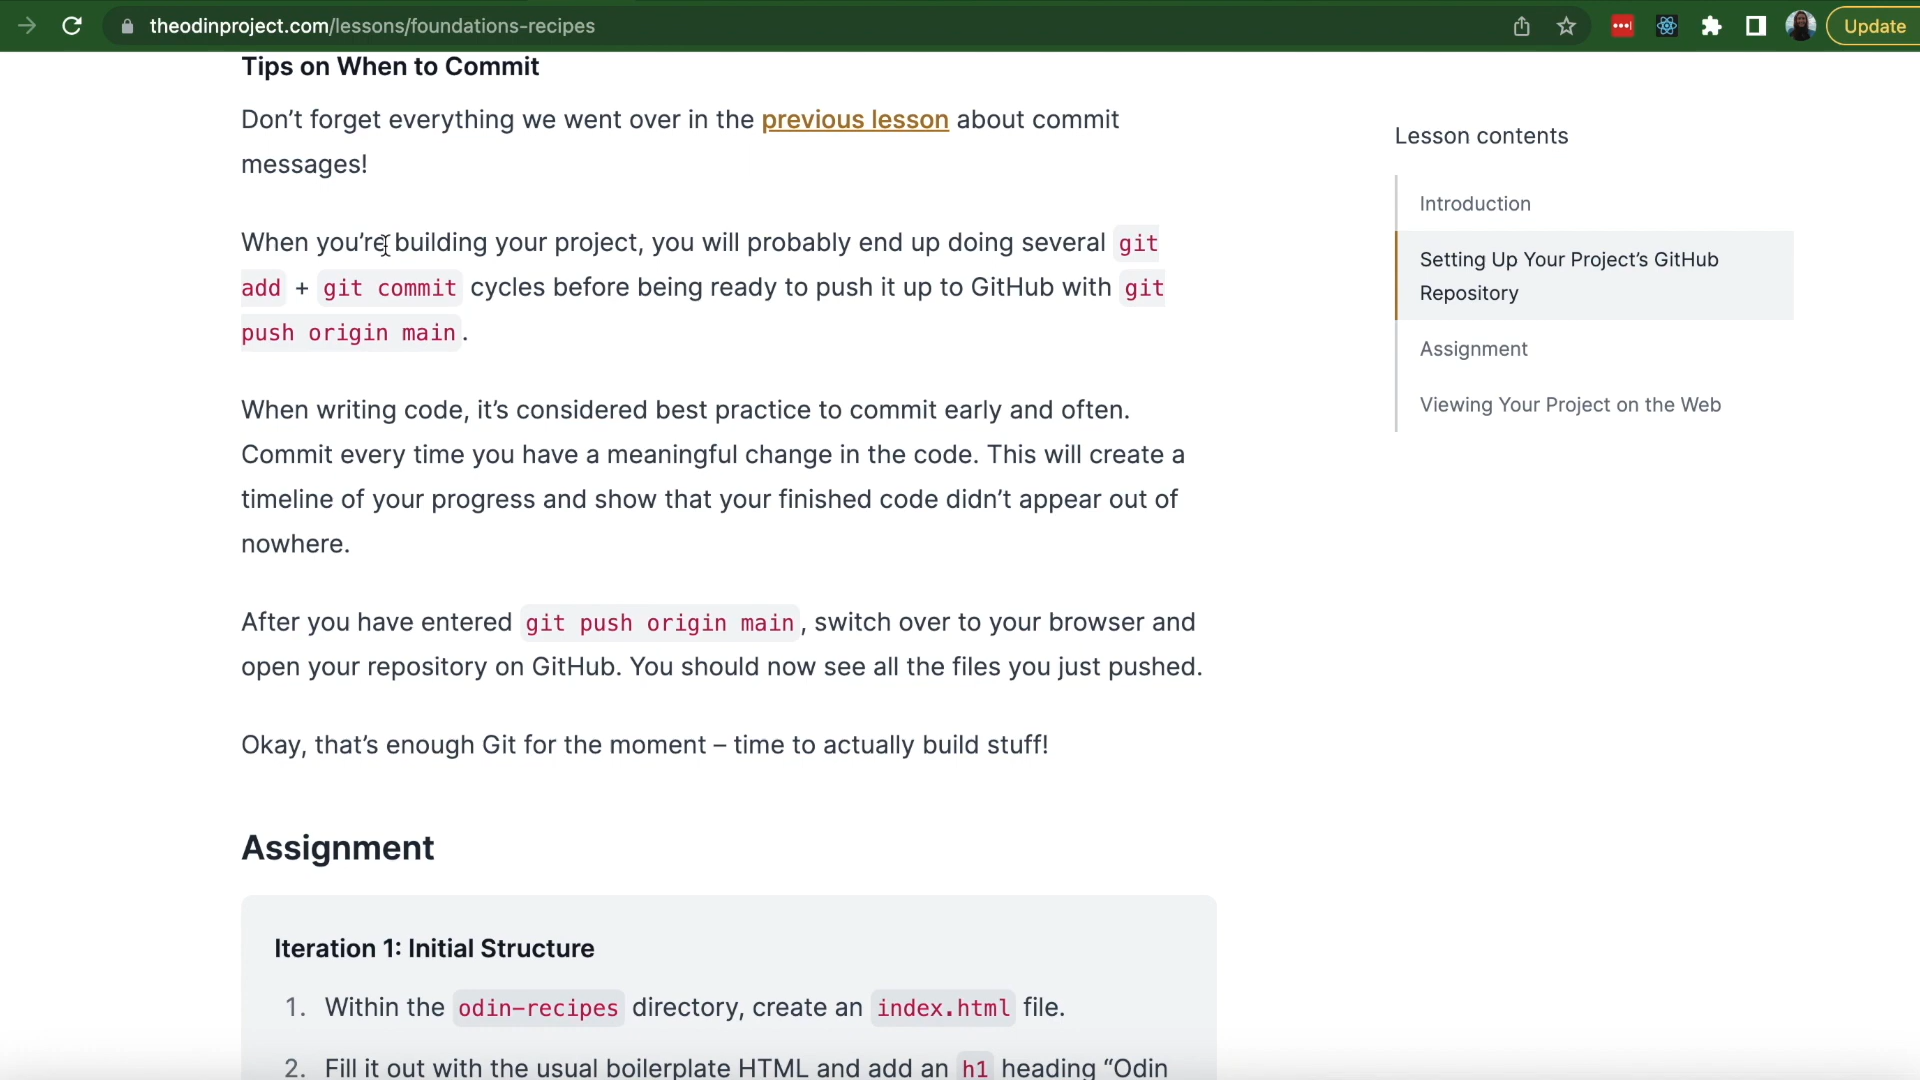 theodinproject.com/lessons/foundations-recipes
Update
Tips on When to Commit
Don’t forget everything we went over in the previous lesson about commit
messages!
When you’re building your project, you will probably end up doing several git
add + git commit cycles before being ready to push it up to GitHub with git
push origin main.
When writing code, it’s considered best practice to commit early and often.
Commit every time you have a meaningful change in the code. This will create a
timeline of your progress and show that your finished code didn’t appear out of
nowhere.
After you have entered git push origin main, switch over to your browser and
open your repository on GitHub. You should now see all the files you just pushed.
Okay, that’s enough Git for the moment – time to actually build stuff!
Assignment
Iteration 1: Initial Structure
1. Within the odin-recipes directory, create an index.html file.
2. Fill it out with the usual boilerplate HTML and add an h1 heading “Odin
Lesson contents
Introduction
Setting Up Your Project’s GitHub
Repository
Assignment
Viewing Your Project on the Web